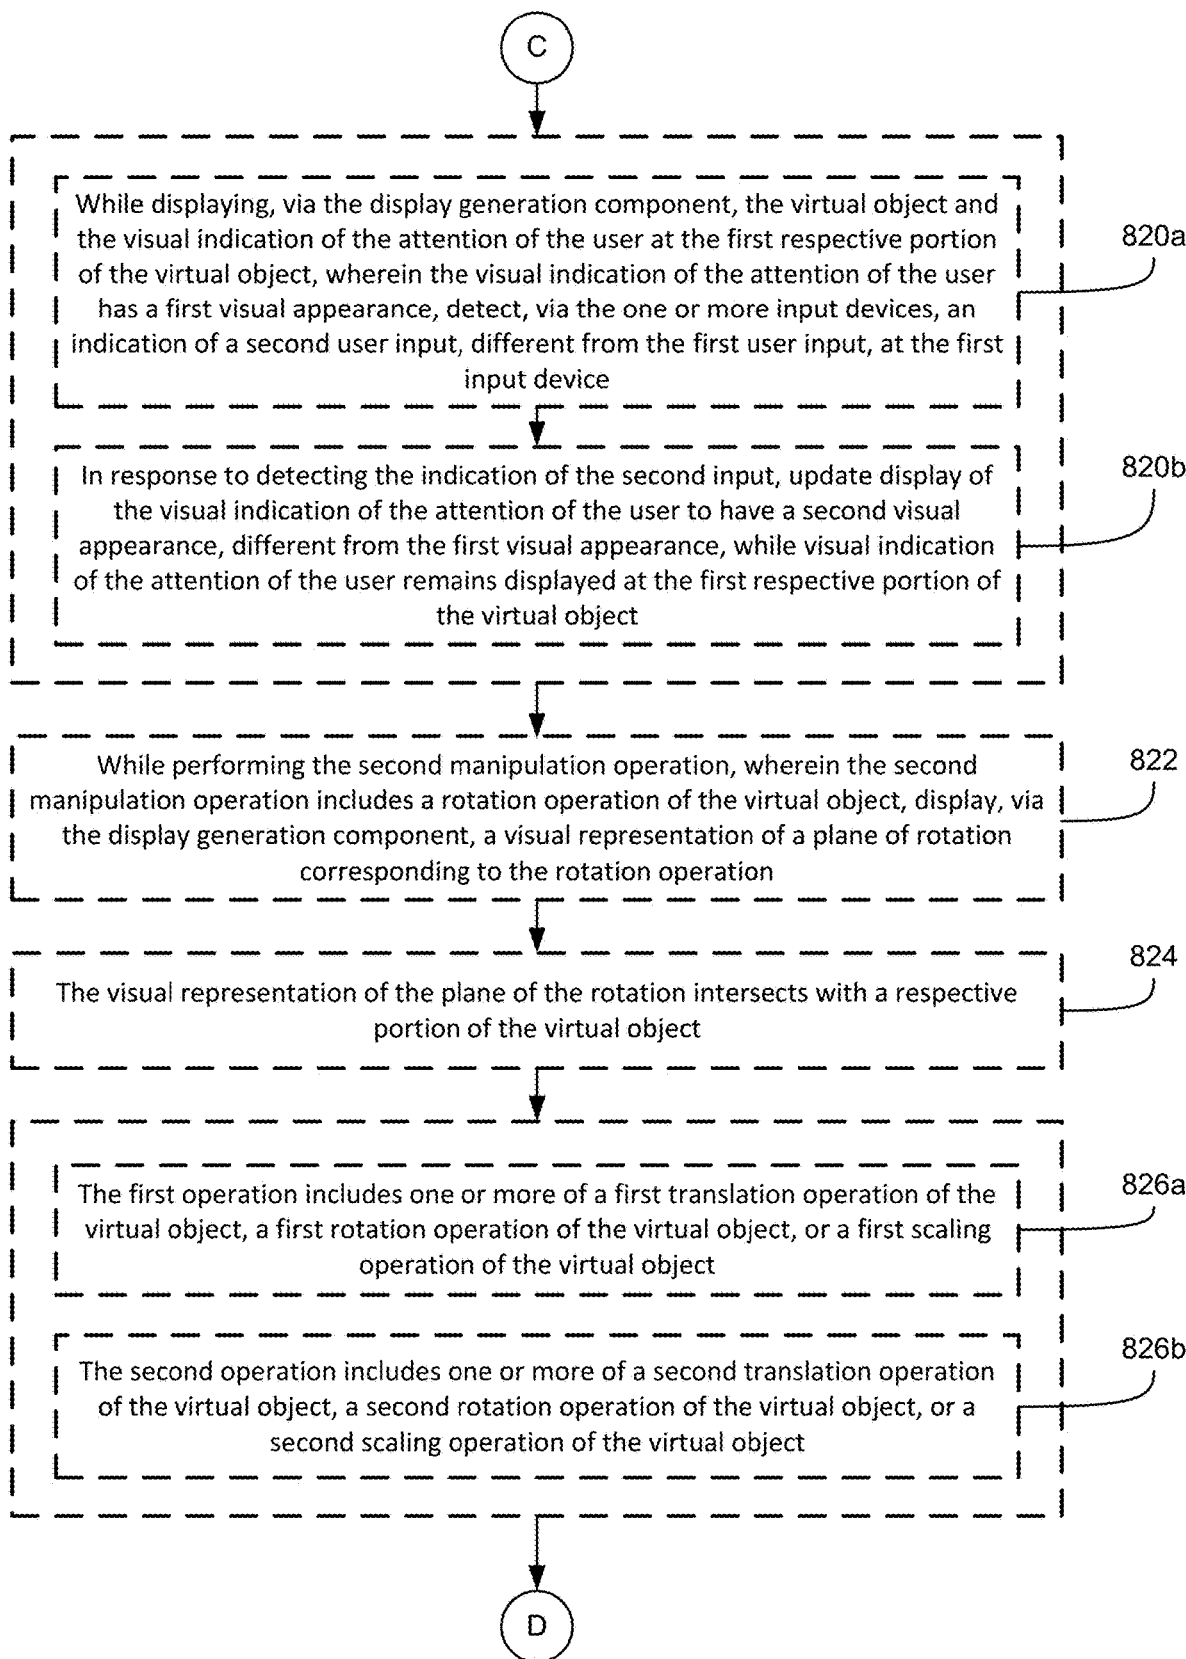 C
While displaying, via the display generation component, the virtual object and
the visual indication of the attention of the user at the first respective portion
of the virtual object, wherein the visual indication of the attention of the user
has a first visual appearance, detect, via the one or more input devices, an
indication of a second user input, different from the first user input, at the first
input device
820a
In response to detecting the indication of the second input, update display of
the visual indication of the attention of the user to have a second visual
appearance, different from the first visual appearance, while visual indication
of the attention of the user remains displayed at the first respective portion of
the virtual object
820b
While performing the second manipulation operation, wherein the second
manipulation operation includes a rotation operation of the virtual object, display, via
the display generation component, a visual representation of a plane of rotation
corresponding to the rotation operation
822
The visual representation of the plane of the rotation intersects with a respective
portion of the virtual object
824
The first operation includes one or more of a first translation operation of the
virtual object, a first rotation operation of the virtual object, or a first scaling
operation of the virtual object
826a
The second operation includes one or more of a second translation operation
of the virtual object, a second rotation operation of the virtual object, or a
second scaling operation of the virtual object
826b
D